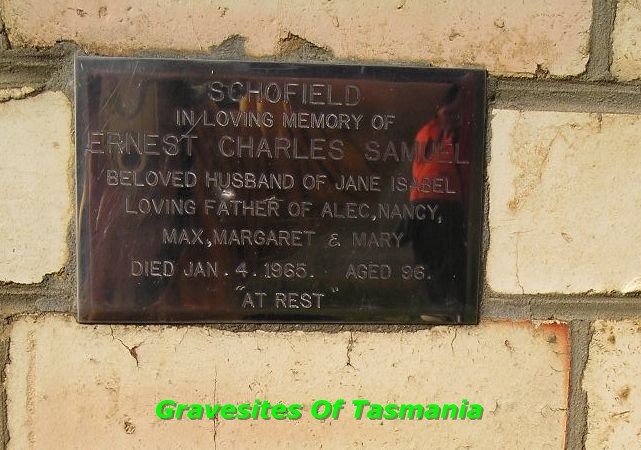 SCHOFIELD
IN LOVING MEMORY OF
ERNEST CHARLES SAMUEL
BELOVED HUSBAND OF JANE ISABEL
LOVING FATHER OF ALEC, NANCY,
MAX, MARGARET & MARY
DIED JAN. 4. 1965. AGED 96.
"AT REST"
Gravesites Of Tasmania